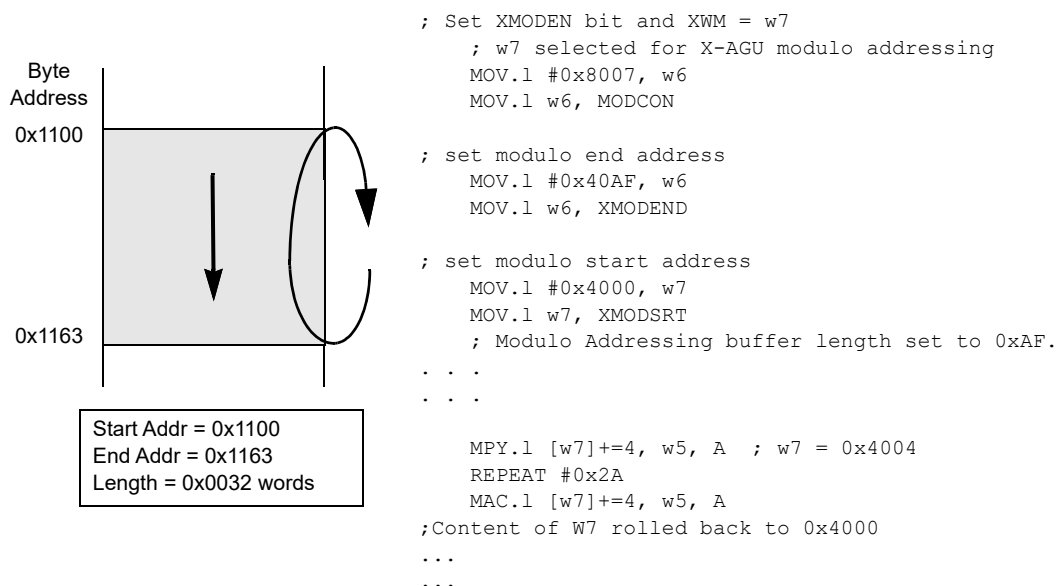 Byte
Address
0x1100
0x1163
Start Addr = 0x1100
End Addr = 0x1163
Length = 0x0032 words
; Set XMODEN bit and XWM = w7
; w7 selected for X-AGU modulo addressing
MOV.l #0x8007, w6
MOV.l w6, MODCON
; set modulo end address
MOV.l #0x40AF, w6
MOV.l w6, XMODEND
; set modulo start address
MOV.l #0x4000, w7
MOV.l w7, XMODSRT
; Modulo Addressing buffer length set to 0xAF.
. . .
. . .
MPY.l [w7]+=4, w5, A ; w7 = 0x4004
REPEAT #0x2A
MAC.l [w7]+=4, w5, A
;Content of W7 rolled back to 0x4000
...
...